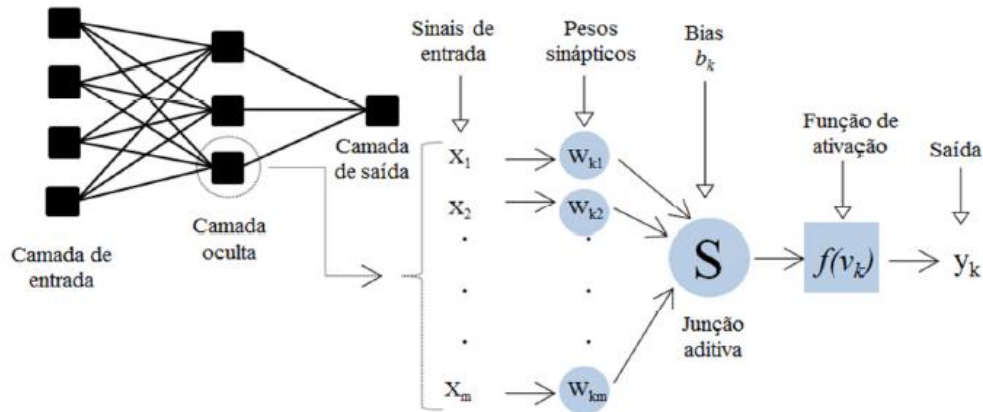 Camada de
entrada
Camada
oculta
Camada
de saída
Sinais de
entrada
Pesos
sinápticos
Bias
b_k
X_1
W_k1
X_2
W_k2
X_m
W_km
S
Junção
aditiva
Função de
ativação
f(v_k)
Saída
y_k